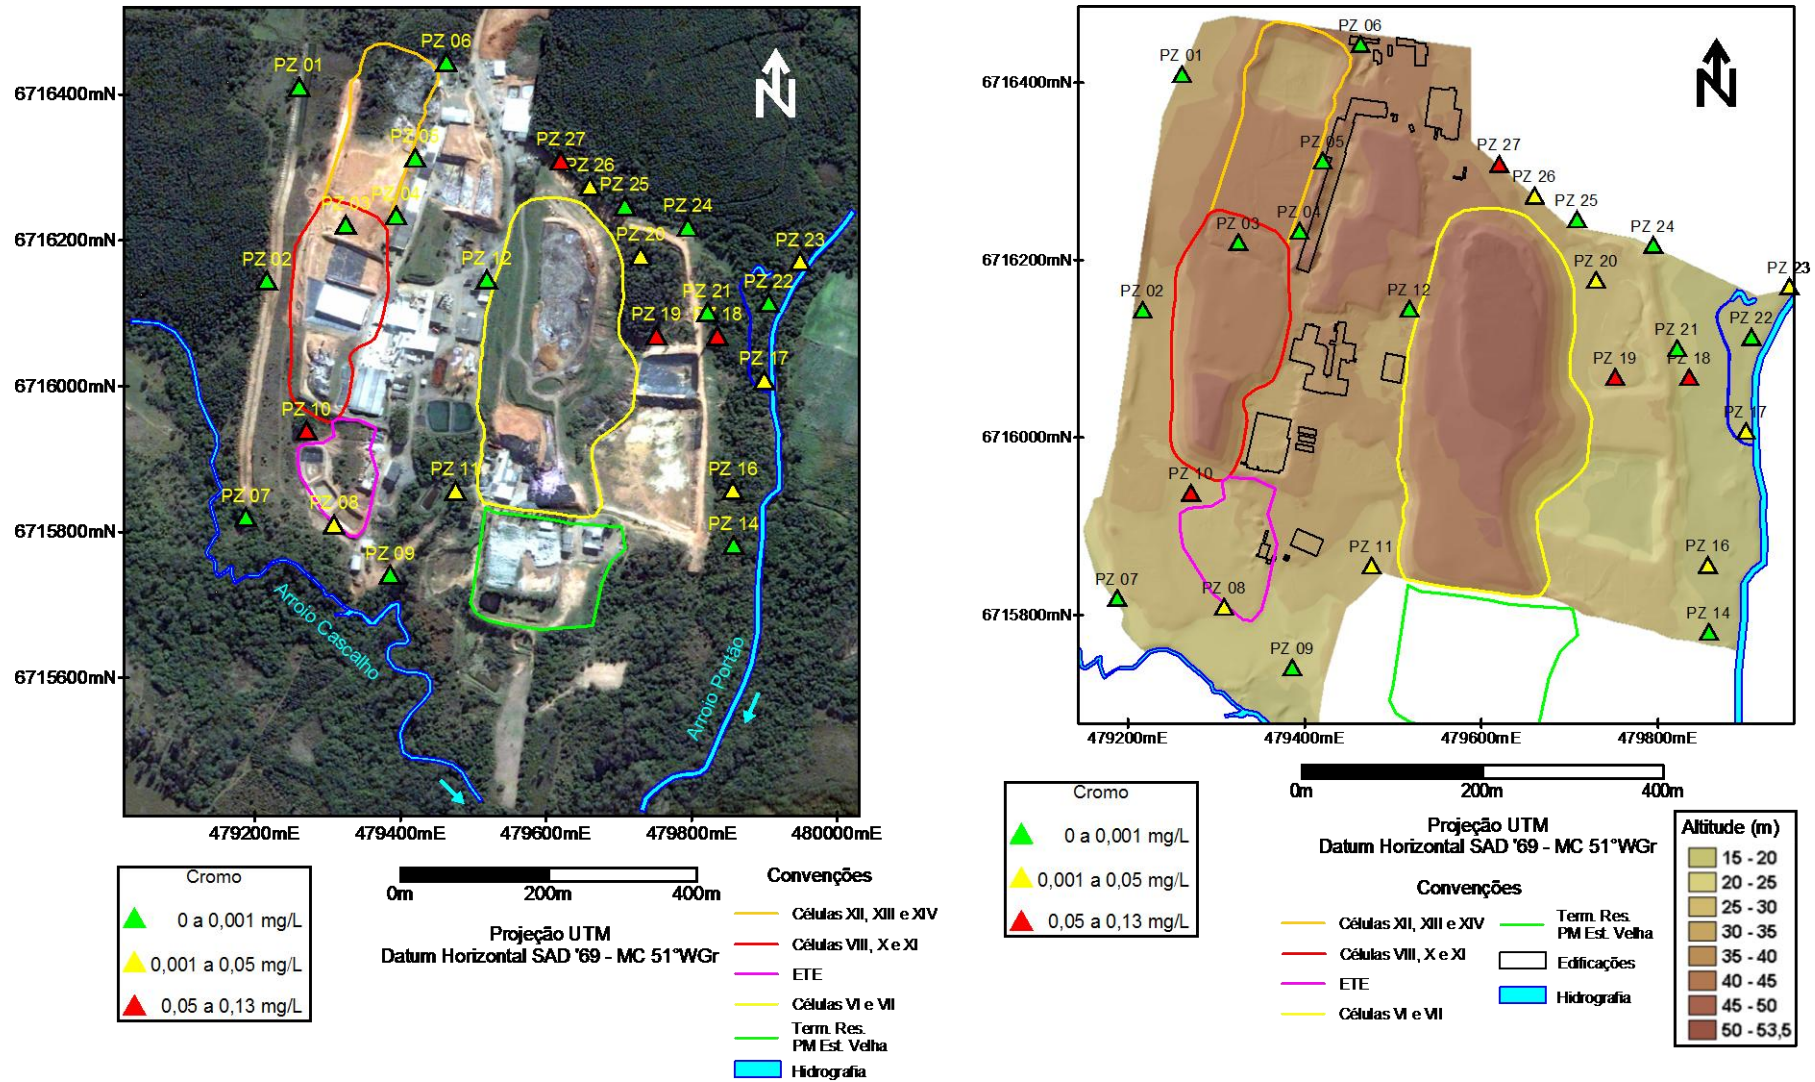 6716400mN
6716200mN
6716000mN
6715800mN
6715600mN
479200mE
479400mE
479600mE
479800mE
480000mE
N
PZ 01
PZ 06
PZ 05
PZ 04
PZ 03
PZ 02
PZ 12
PZ 27
PZ 26
PZ 25
PZ 24
PZ 20
PZ 23
PZ 22
PZ 21
PZ 19
PZ 18
PZ 17
PZ 10
PZ 11
PZ 16
PZ 07
PZ 08
PZ 14
PZ 09
Arroio Cascalho
Arroio Portão
Cromo
0 a 0,001 mg/L
0,001 a 0,05 mg/L
0,05 a 0,13 mg/L
0m
200m
400m
Projeção UTM
Datum Horizontal SAD '69 - MC 51°WGr
Convenções
Células XII, XIII e XIV
Células VIII, X e XI
ETE
Células VI e VII
Term. Res.
PM Est. Velha
Hidrografia
6716400mN
6716200mN
6716000mN
6715800mN
479200mE
479400mE
479600mE
479800mE
N
PZ 06
PZ 01
PZ 05
PZ 27
PZ 26
PZ 25
PZ 24
PZ 04
PZ 03
PZ 02
PZ 12
PZ 20
PZ 23
PZ 22
PZ 21
PZ 19
PZ 18
PZ 17
PZ 10
PZ 11
PZ 16
PZ 07
PZ 08
PZ 14
PZ 09
Cromo
0 a 0,001 mg/L
0,001 a 0,05 mg/L
0,05 a 0,13 mg/L
0m
200m
400m
Projeção UTM
Datum Horizontal SAD '69 - MC 51°WGr
Convenções
Células XII, XIII e XIV
Células VIII, X e XI
ETE
Células VI e VII
Term. Res.
PM Est. Velha
Edificações
Hidrografia
Altitude (m)
15 - 20
20 - 25
25 - 30
30 - 35
35 - 40
40 - 45
45 - 50
50 - 53,5